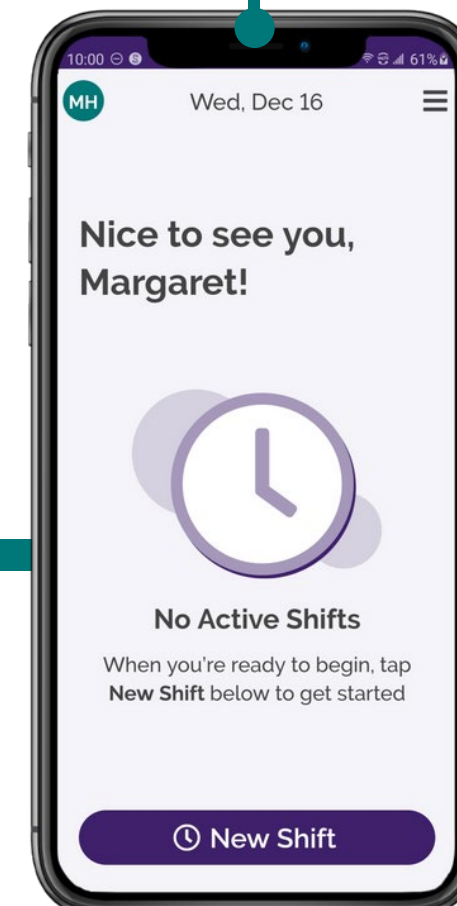 10:00 61%
MH Wed, Dec 16
Nice to see you,
Margaret!
No Active Shifts
When you're ready to begin, tap
New Shift below to get started
New Shift